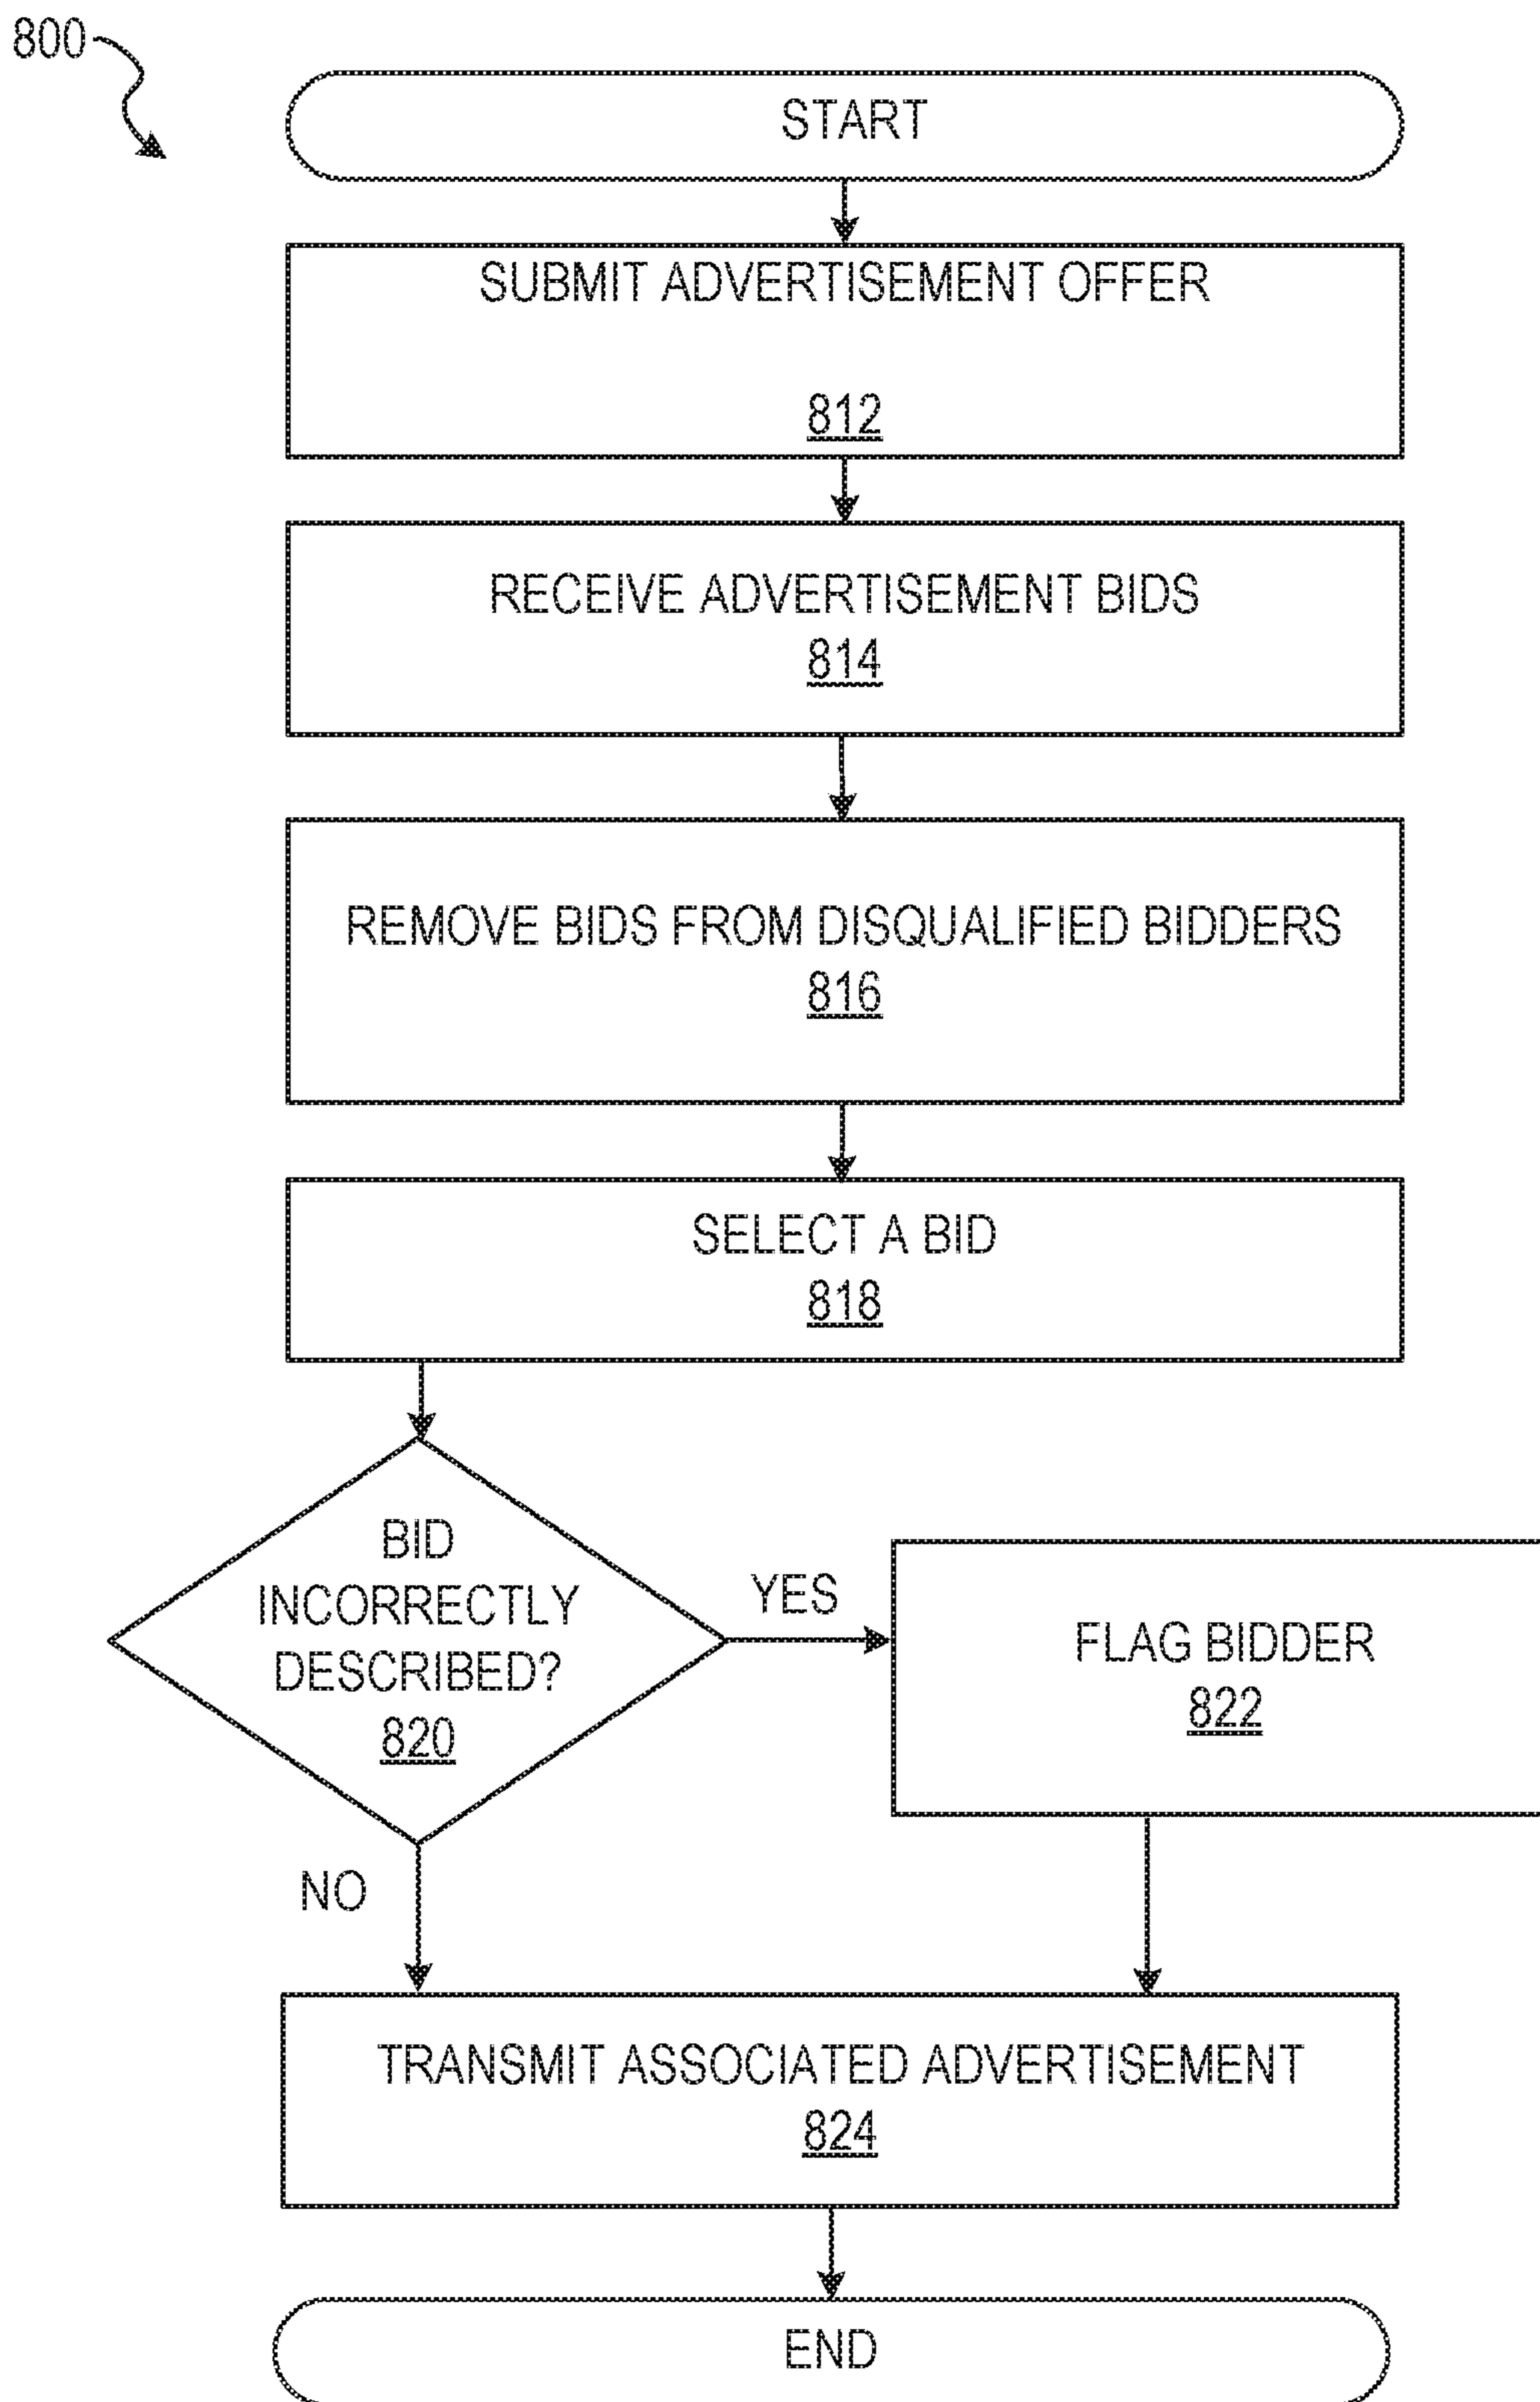 800
START
SUBMIT ADVERTISEMENT OFFER
812
RECEIVE ADVERTISEMENT BIDS
814
REMOVE BIDS FROM DISQUALIFIED BIDDERS
816
SELECT A BID
818
BID
INCORRECTLY
DESCRIBED?
820
YES
FLAG BIDDER
822
NO
TRANSMIT ASSOCIATED ADVERTISEMENT
824
END